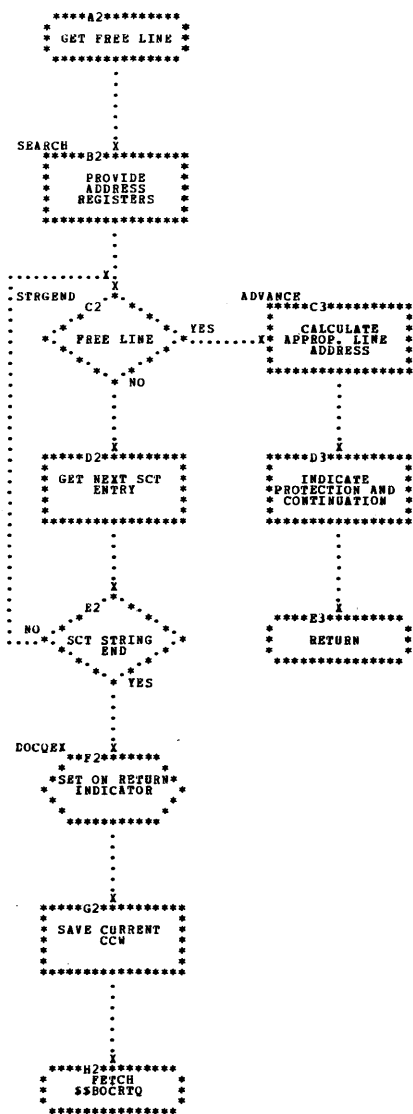 A2
GET FREE LINE
SEARCH
B2
PROVIDE
ADDRESS
REGISTERS
STRGEND
C2
FREE LINE
YES
NO
ADVANCE
C3
CALCULATE
APPROP. LINE
ADDRESS
D2
GET NEXT SCT
ENTRY
D3
INDICATE
PROTECTION AND
CONTINUATION
E2
NO
SCT STRING
END
YES
E3
RETURN
DOCQEX
F2
SET ON RETURN
INDICATOR
G2
SAVE CURRENT
CCW
H2
FETCH
$$BOCRTQ